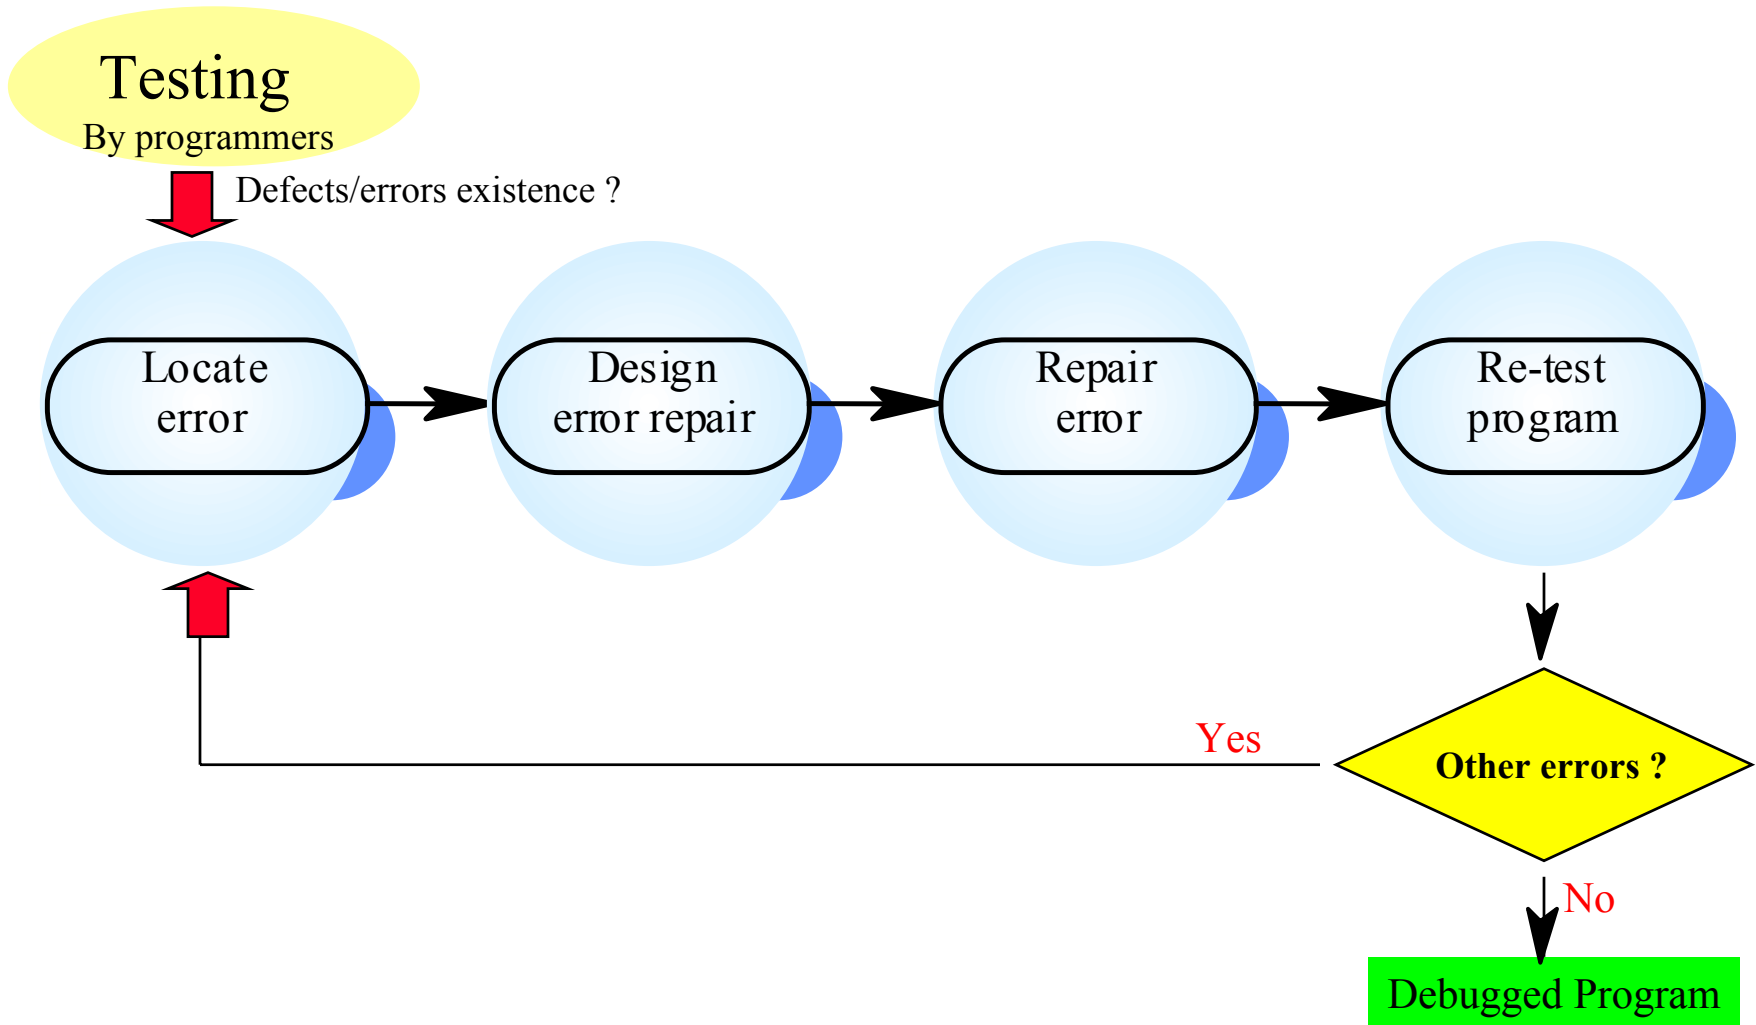 Testing
By programmers
Defects/errors existence ?
Locate
error
Design
error repair
Repair
error
Re-test
program
Yes
Other errors ?
No
Debugged Program